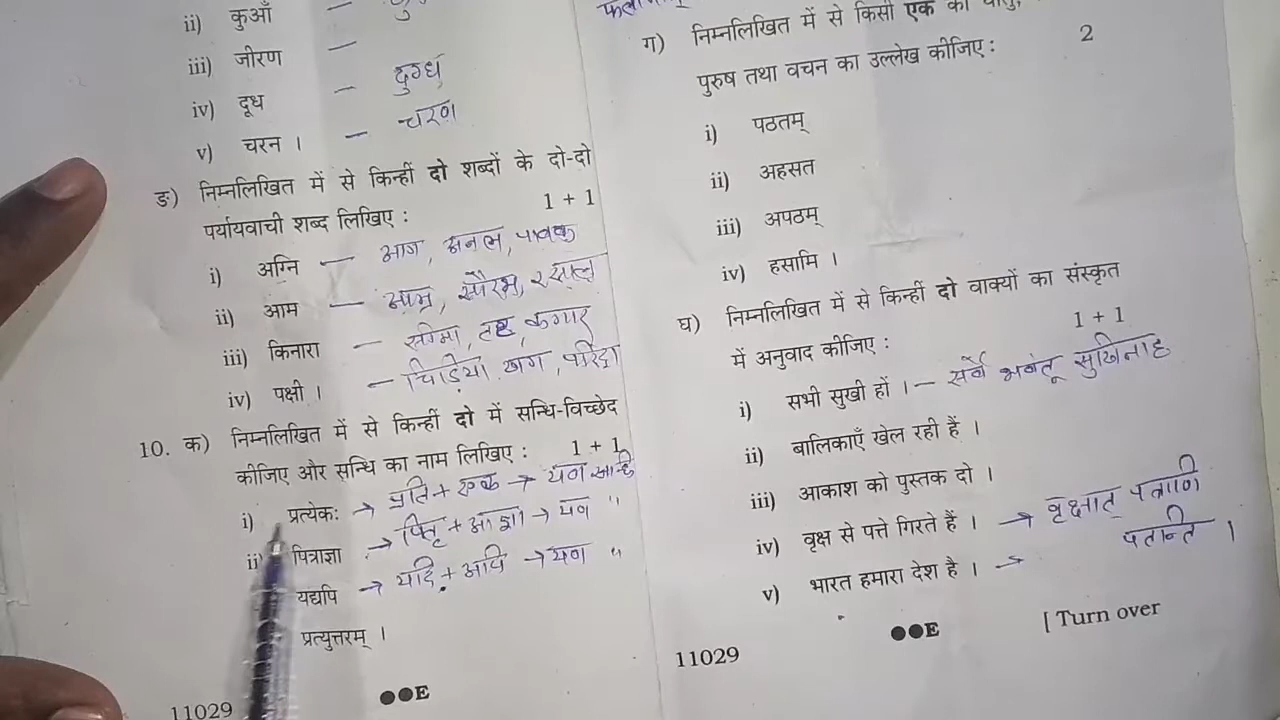 ii) कुआँ —
iii) जीरण —
iv) दूध — दुग्ध
v) चरन । — चरण
ङ) निम्नलिखित में से किन्हीं दो शब्दों के दो-दो
पर्यायवाची शब्द लिखिए : 1 + 1
i) अग्नि — आग, अनल, पावक
ii) आम — आम्र, सौरभ, रसाल
iii) किनारा — कगार
iv) पक्षी । — चिड़िया, खग, परिंदा
10. क) निम्नलिखित में से किन्हीं दो में सन्धि-विच्छेद
कीजिए और सन्धि का नाम लिखिए : 1 + 1
i) प्रत्येकः → प्रति + एक → यण सन्धि
ii) पित्राज्ञा → पितृ + आज्ञा → यण "
यद्यपि → यदि + अपि → यण "
प्रत्युत्तरम् ।
11029
●●E
ग) निम्नलिखित में से किसी एक
पुरुष तथा वचन का उल्लेख कीजिए : 2
i) पठतम्
ii) अहसत
iii) अपठम्
iv) हसामि ।
घ) निम्नलिखित में से किन्हीं दो वाक्यों का संस्कृत
में अनुवाद कीजिए : 1 + 1
i) सभी सुखी हों । — सर्वे भवंतू सुखिनाह
ii) बालिकाएँ खेल रही हैं ।
iii) आकाश को पुस्तक दो ।
iv) वृक्ष से पत्ते गिरते हैं । → वृक्षात् पत्राणि
पतान्ति ।
v) भारत हमारा देश है । →
●●E
[ Turn over
11029